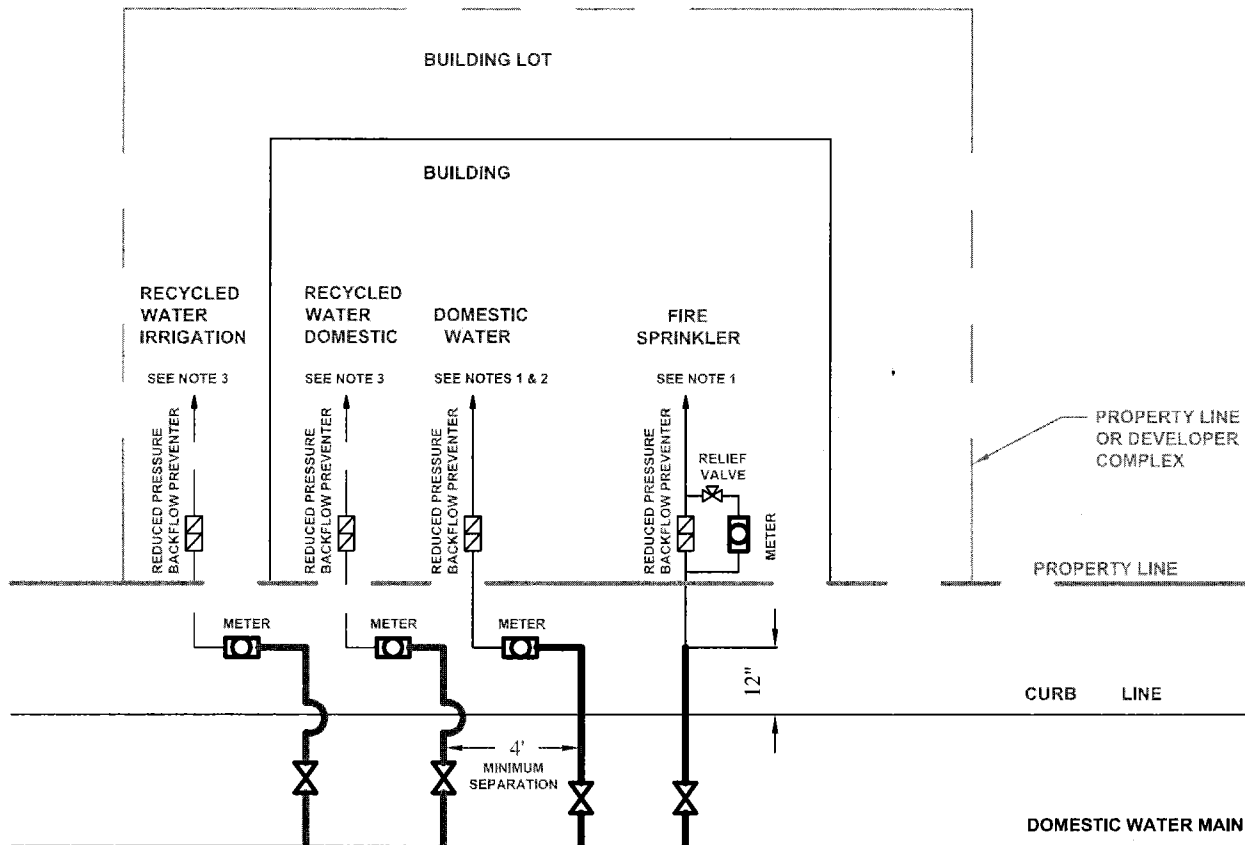 BUILDING LOT
BUILDING
RECYCLED
WATER
IRRIGATION
SEE NOTE 3
RECYCLED
WATER
DOMESTIC
SEE NOTE 3
DOMESTIC
WATER
SEE NOTES 1 & 2
FIRE
SPRINKLER
SEE NOTE 1
REDUCED PRESSURE
BACKFLOW PREVENTER
REDUCED PRESSURE
BACKFLOW PREVENTER
REDUCED PRESSURE
BACKFLOW PREVENTER
REDUCED PRESSURE
BACKFLOW PREVENTER
RELIEF
VALVE
METER
PROPERTY LINE
OR DEVELOPER
COMPLEX
PROPERTY LINE
METER
METER
METER
12"
CURB LINE
4'
MINIMUM
SEPARATION
DOMESTIC WATER MAIN